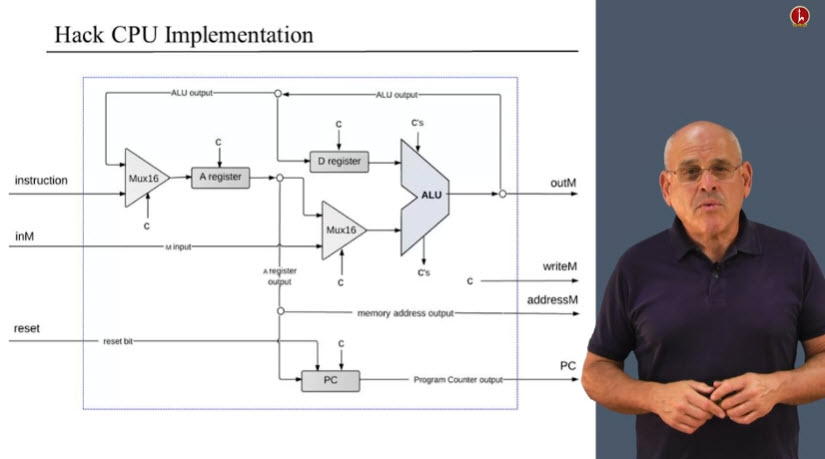 Hack CPU Implementation
ALU output
ALU output
C
C's
C
D register
instruction
Mux16
A register
ALU
outM
C
Mux16
inM
M input
A register
output
C
C's
C
writeM
addressM
memory address output
reset
reset bit
C
PC
PC
Program Counter output